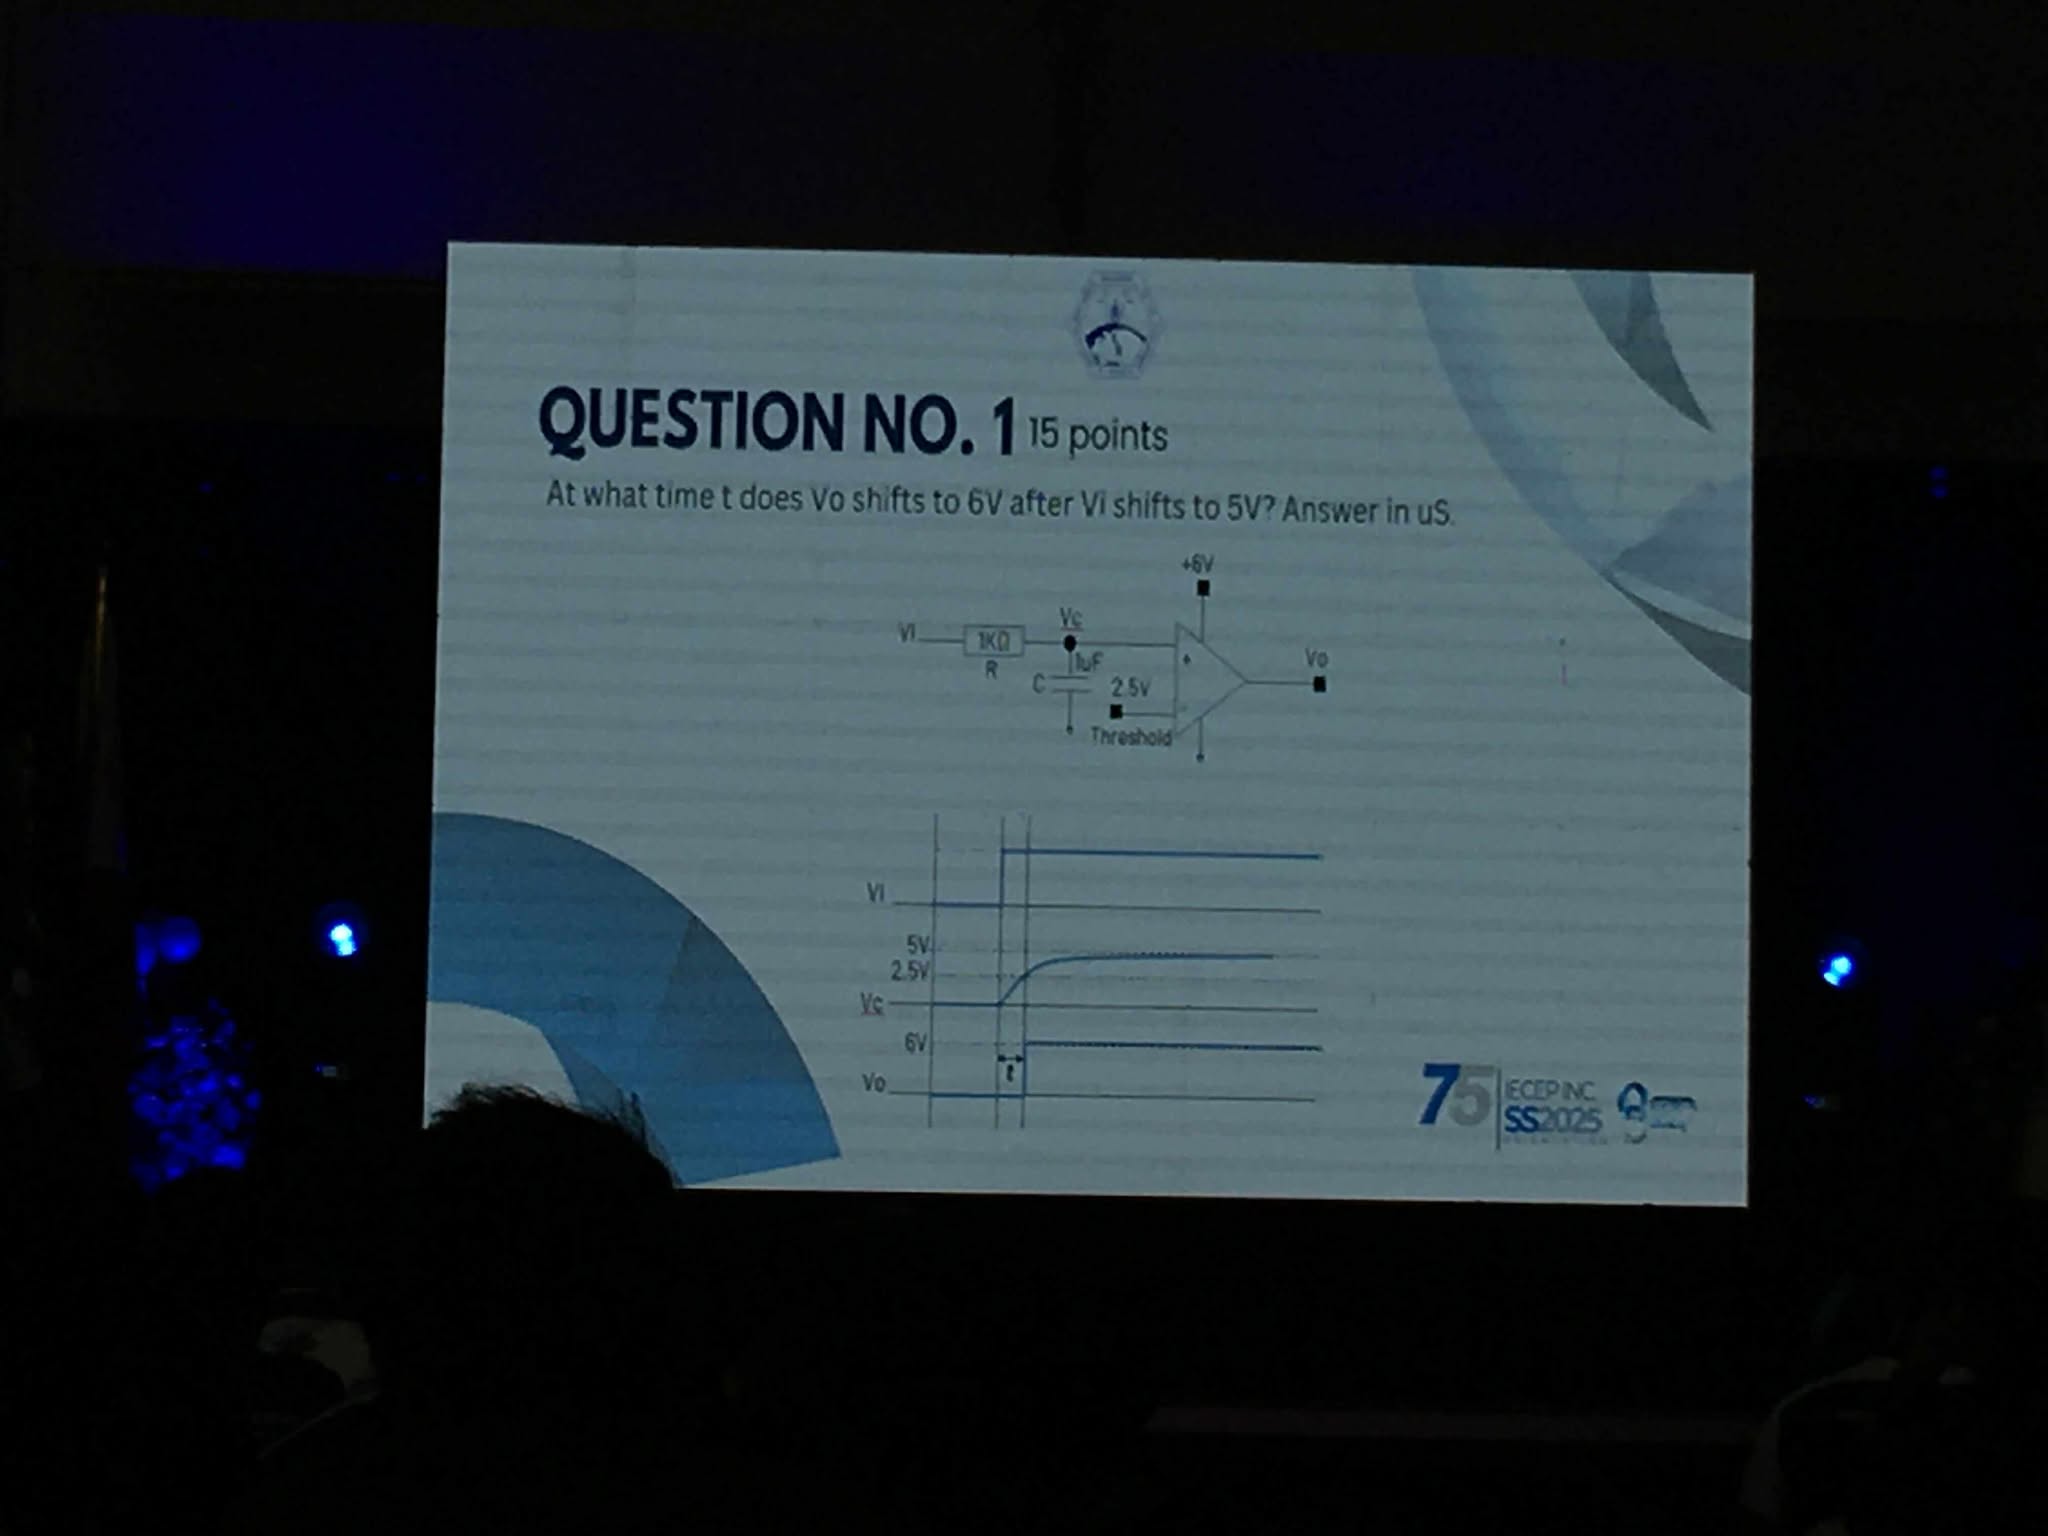 QUESTION NO. 1 15 points
At what time t does Vo shifts to 6V after Vi shifts to 5V? Answer in uS.
+6V
Vi
1KΩ
R
Vc
1uF
C
2.5V
Threshold
+
-
Vo
Vi
5V
2.5V
Vc
6V
t
Vo
75
IECEP INC.
SS2025